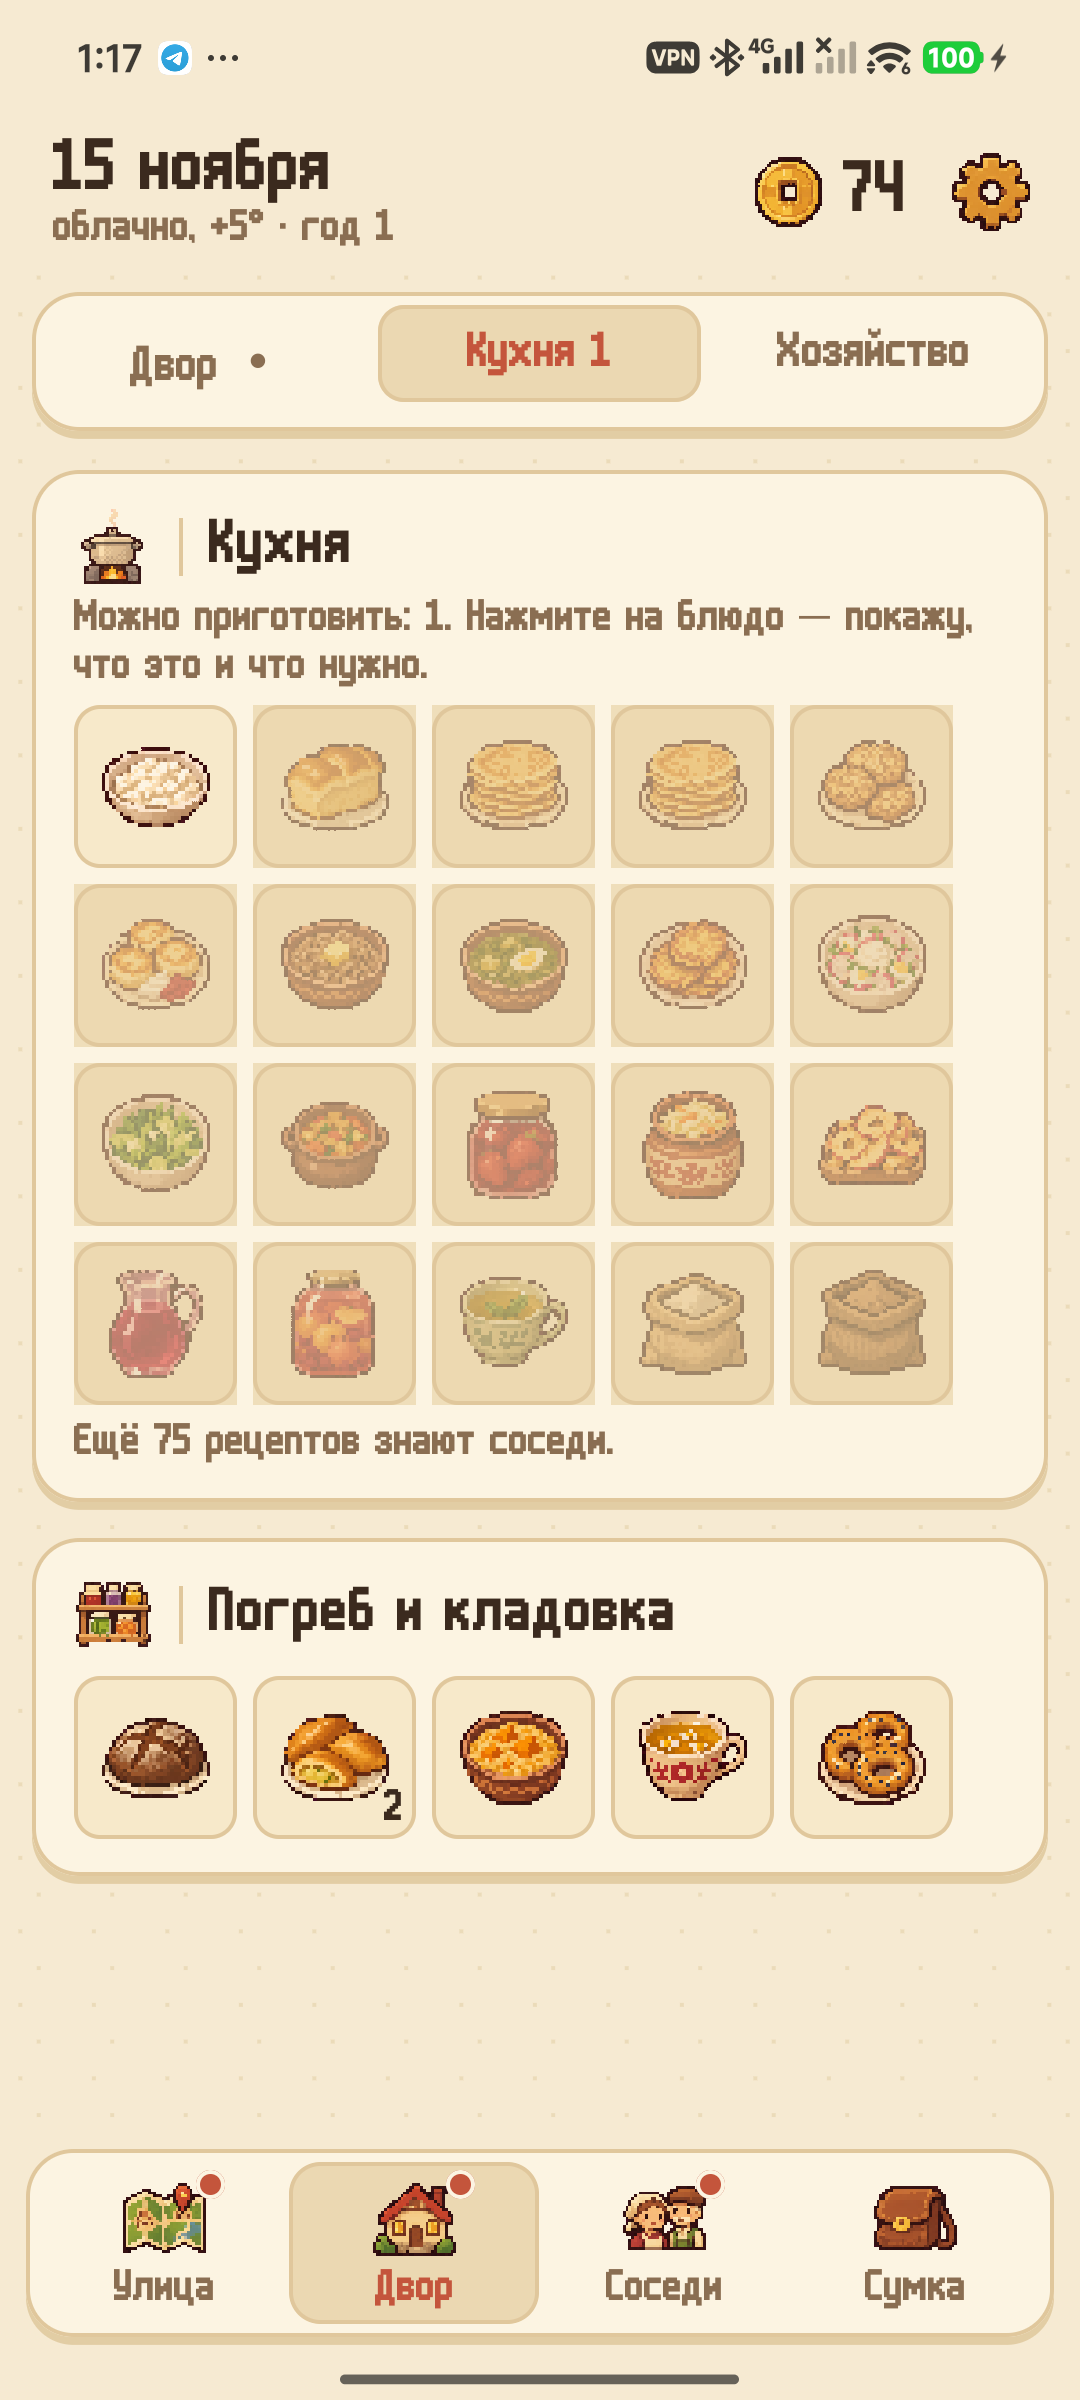 1:17
VPN 4G 6 100
15 ноября
74
облачно, +5° · год 1
Двор • Кухня 1 Хозяйство
Кухня
Можно приготовить: 1. Нажмите на блюдо — покажу,
что это и что нужно.
Ещё 75 рецептов знают соседи.
Погреб и кладовка
2
Улица Двор Соседи Сумка